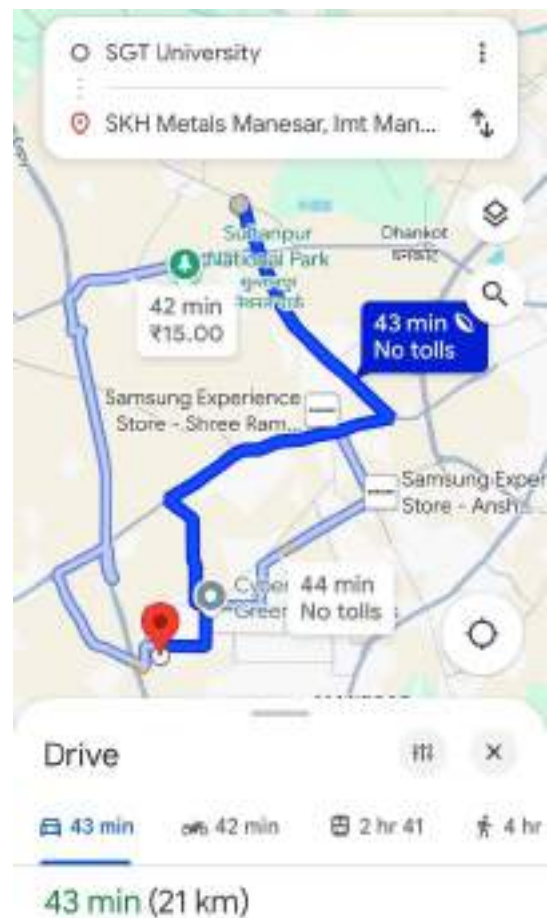 SGT University
SKH Metals Manesar, Imt Man...
Dhankot
Sultanpur
National Park
सुल्तानपुर
42 min
₹15.00
43 min
No tolls
Samsung Experience
Store - Shree Ram...
Samsung Exper
Store - Ansh...
44 min
No tolls
Drive
43 min
42 min
2 hr 41
4 hr
43 min (21 km)